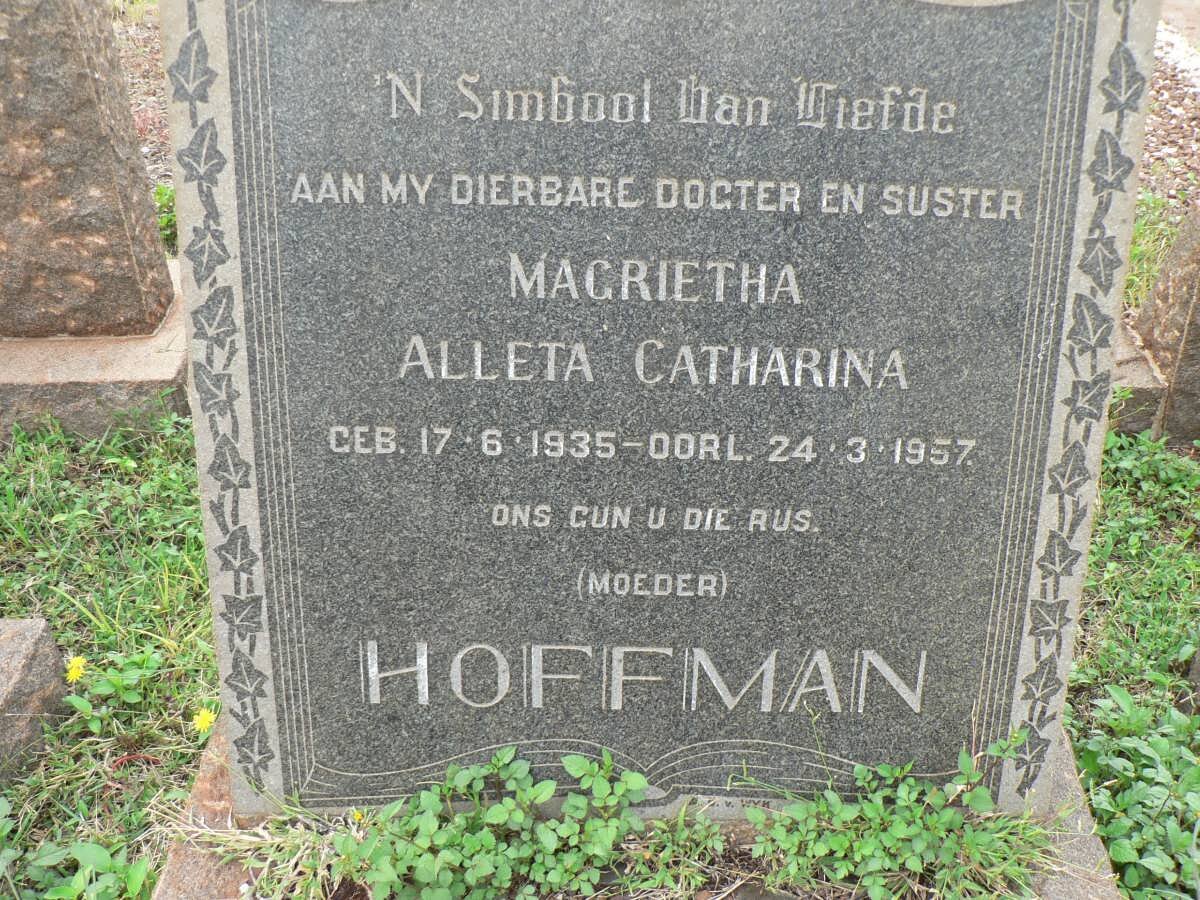 'N Simbool Van Liefde
AAN MY DIERBARE DOGTER EN SUSTER
MAGRIETHA
ALLETA CATHARINA
GEB. 17·6·1935–OORL. 24·3·1957.
ONS GUN U DIE RUS.
(MOEDER)
HOFFMAN
V. WYK